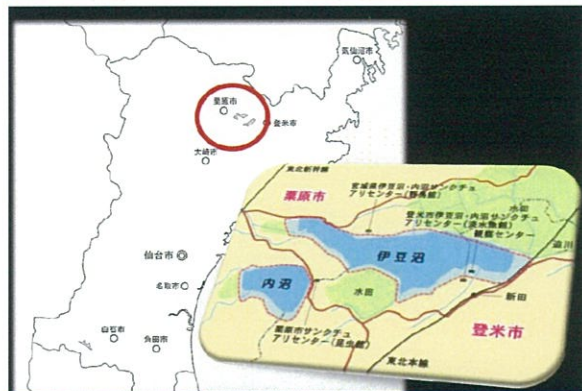 気仙沼市
栗原市
登米市
大崎市
仙台市
名取市
白石市
角田市
東北新幹線
栗原市
宮城県伊豆沼・内沼サンクチュ
アリセンター(野鳥館)
水田
登米市伊豆沼・内沼サンクチュ
アリセンター(淡水魚館)
観鳥センター
迫川
伊豆沼
内沼
水田
新田
登米市
栗原市サンクチュ
アリセンター(昆虫館)
東北本線